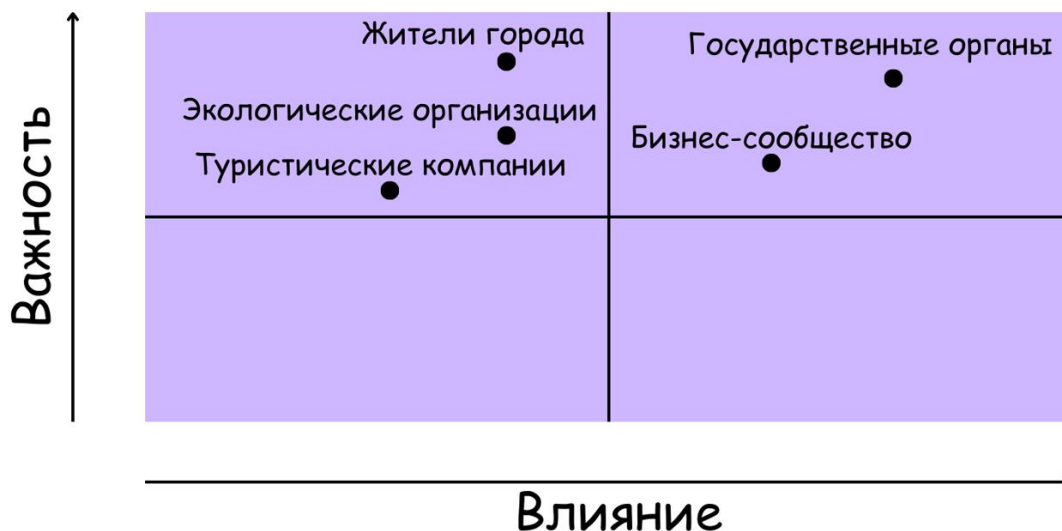 Жители города
Государственные органы
Экологические организации
Бизнес-сообщество
Туристические компании
Важность
Влияние